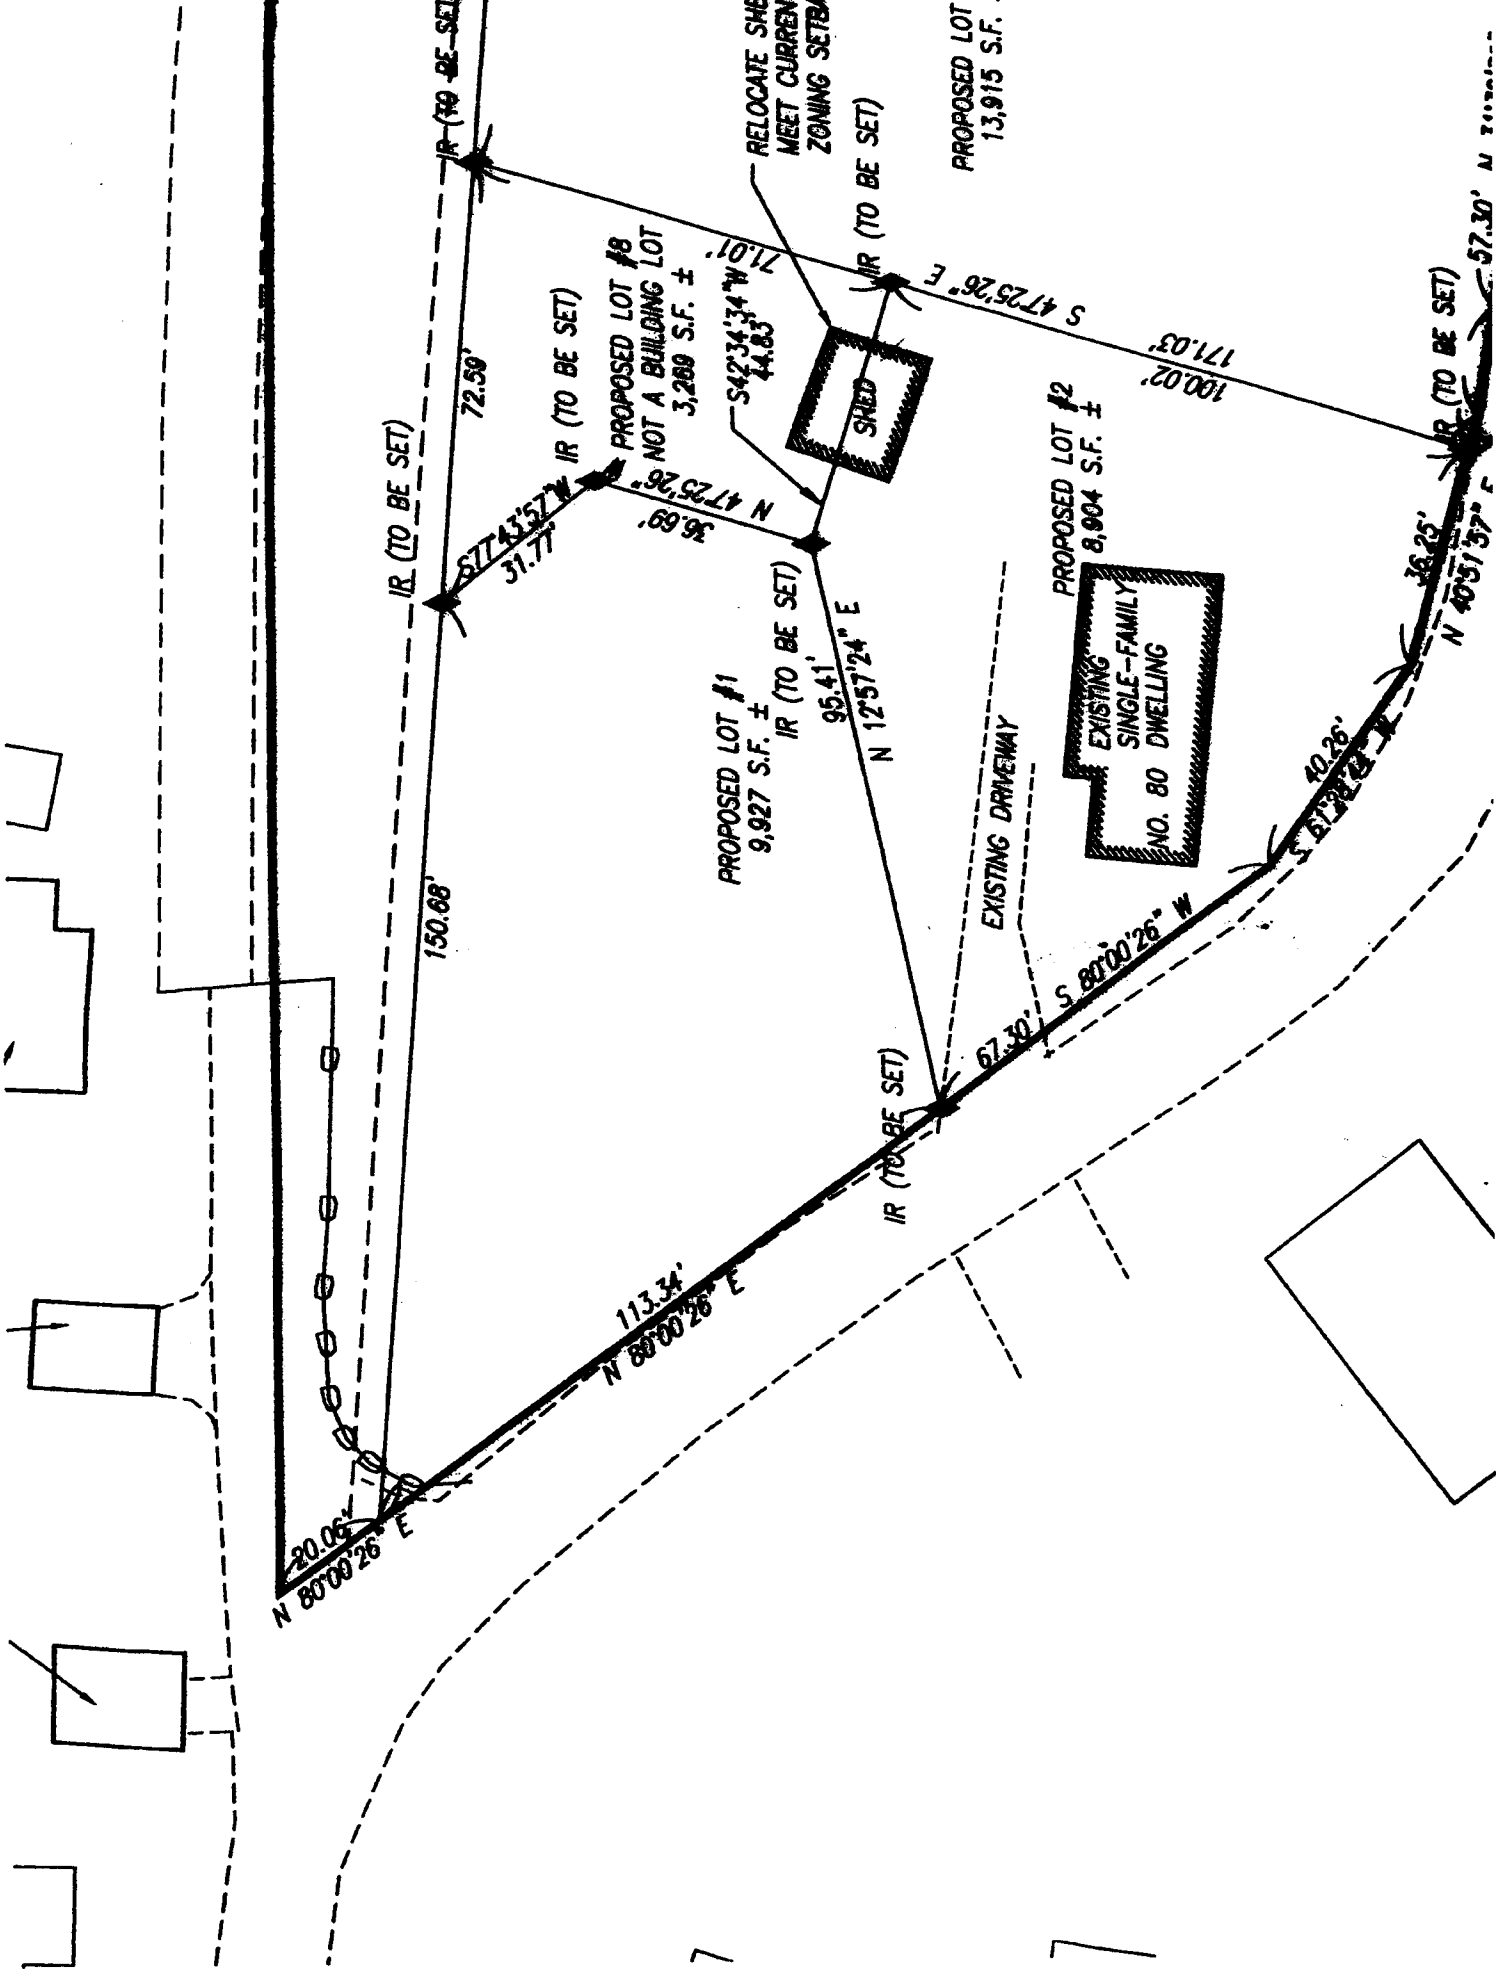 IR (TO BE SET
RELOCATE SHE
MEET CURREN
ZONING SETBA
PROPOSED LOT
13,915 S.F.
IR (TO BE SET)
71.01'
S 47°25'26" E
171.03'
100.02'
IR (TO BE SET)
57.30'
N
72.59'
IR (TO BE SET)
S77°43'57"W
31.77'
IR (TO BE SET)
PROPOSED LOT #8
NOT A BUILDING LOT
3,269 S.F. ±
N 47°25'26"
36.69'
S42°34'34"W
44.83'
SHED
PROPOSED LOT #2
8,904 S.F. ±
36.25'
N 40°51'57" E
IR (TO BE SET)
95.41'
N 12°57'24" E
PROPOSED LOT #1
9,927 S.F. ±
EXISTING
SINGLE-FAMILY
NO. 80 DWELLING
EXISTING DRIVEWAY
40.26'
150.68'
67.30'
S 80°00'26" W
IR (TO BE SET)
113.34'
N 80°00'26" E
20.06'
N 80°00'26" E